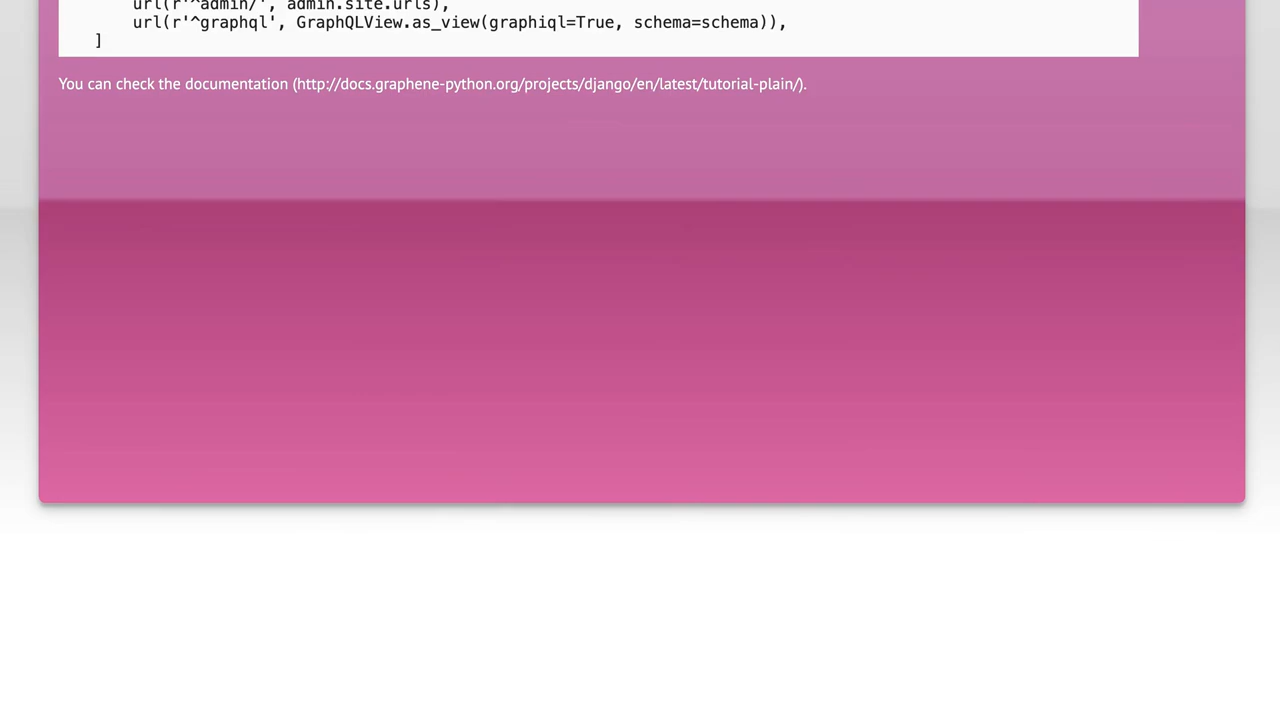 url(r'^admin/', admin.site.urls),
url(r'^graphql', GraphQLView.as_view(graphiql=True, schema=schema)),
]
You can check the documentation (http://docs.graphene-python.org/projects/django/en/latest/tutorial-plain/).